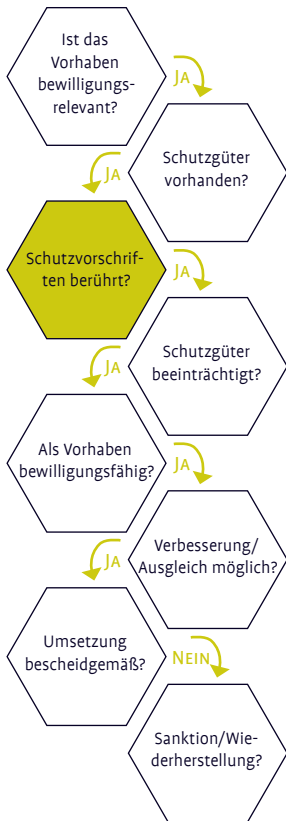 Ist das
Vorhaben
bewilligungs-
relevant?
JA
Schutzgüter
vorhanden?
JA
Schutzvorschrif-
ten berührt?
JA
Schutzgüter
beeinträchtigt?
JA
Als Vorhaben
bewilligungsfähig?
JA
Verbesserung/
Ausgleich möglich?
JA
Umsetzung
bescheidgemäß?
NEIN
Sanktion/Wie-
derherstellung?